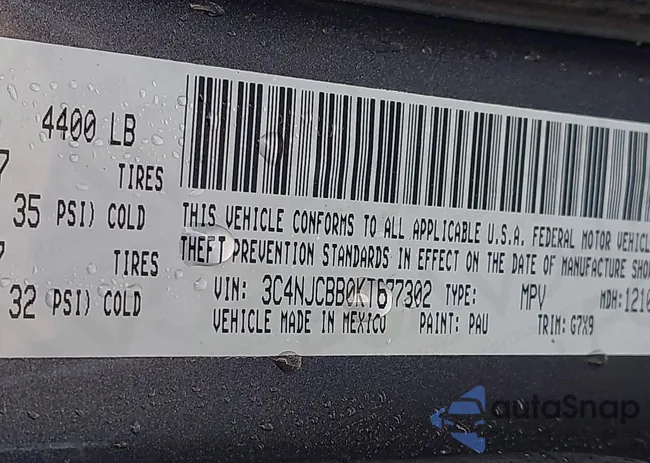 4400 LB
TIRES
35 PSI) COLD
TIRES
32 PSI) COLD
THIS VEHICLE CONFORMS TO ALL APPLICABLE U.S.A. FEDERAL MOTOR VEHICL
THEFT PREVENTION STANDARDS IN EFFECT ON THE DATE OF MANUFACTURE SHO
VIN: 3C4NJCBB0KT677302 TYPE: MPV MDH: 1210
VEHICLE MADE IN MEXICO PAINT: PAU TRIM: G7X9
autoSnap